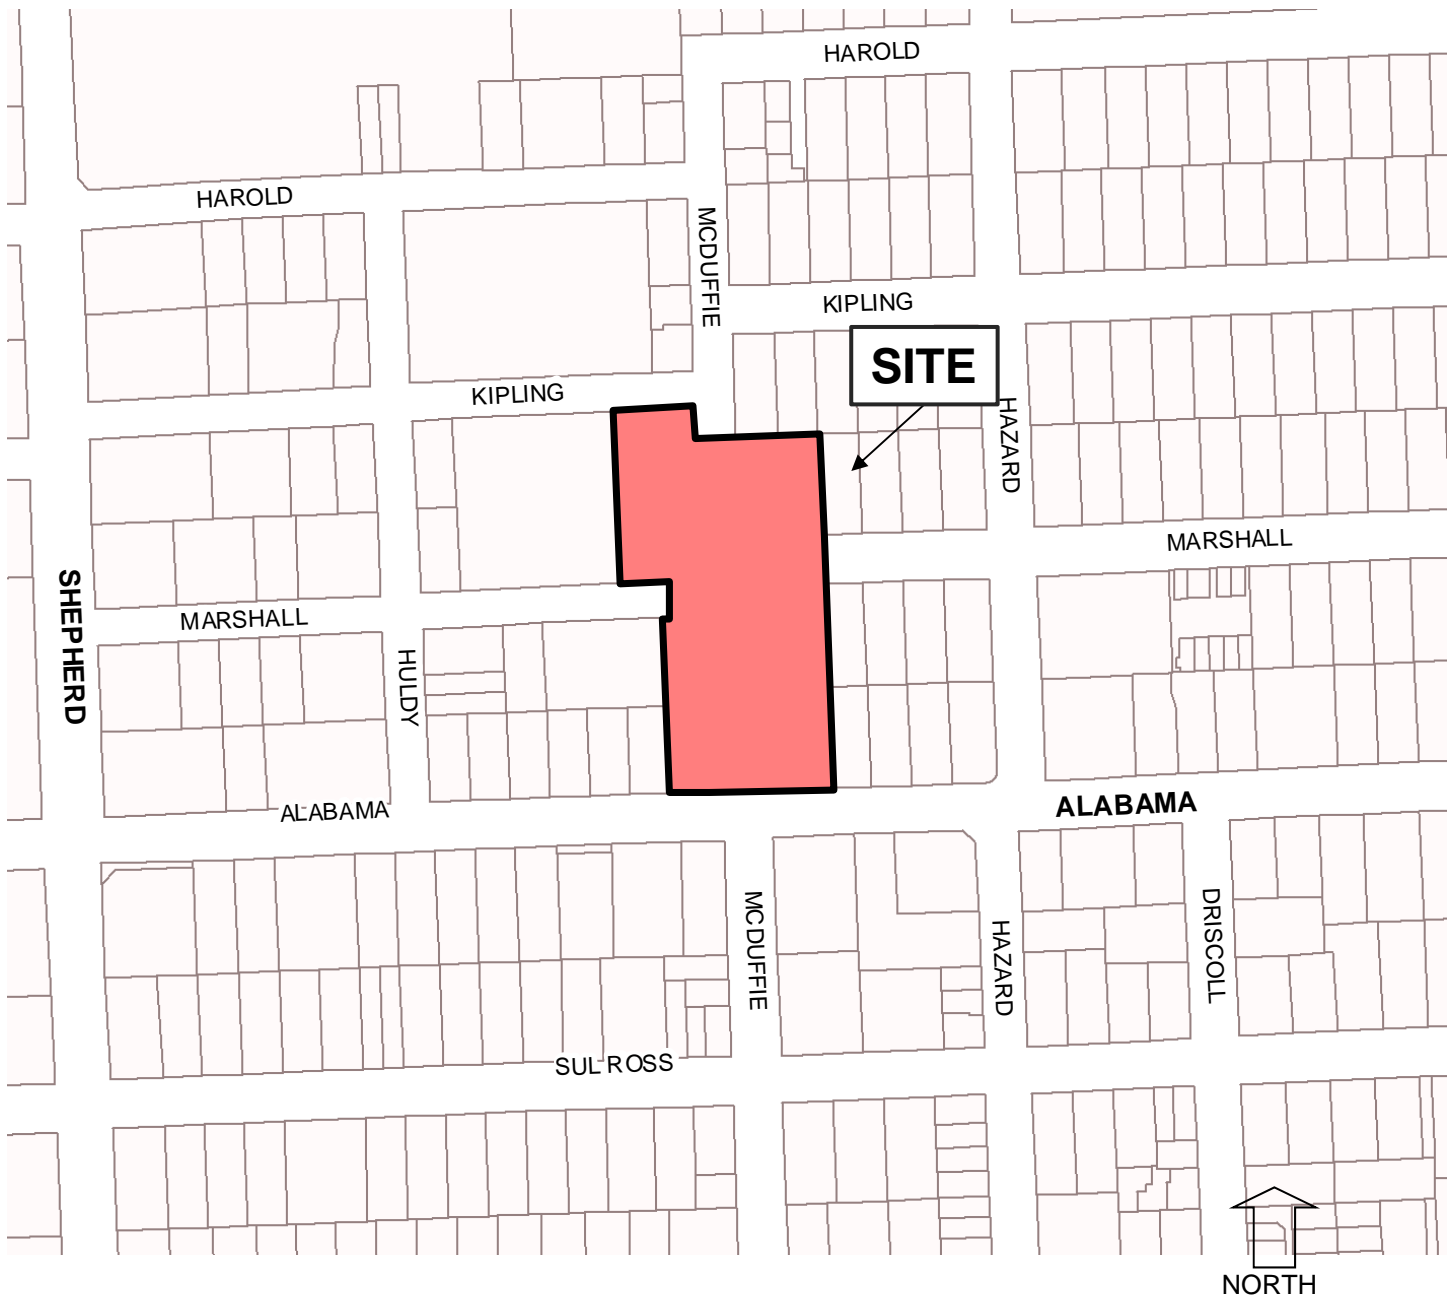 HAROLD
HAROLD
MCDUFFIE
KIPLING
SITE
KIPLING
HAZARD
MARSHALL
SHEPHERD
MARSHALL
HULDY
ALABAMA
ALABAMA
MCDUFFIE
HAZARD
DRISCOLL
SUL ROSS
NORTH